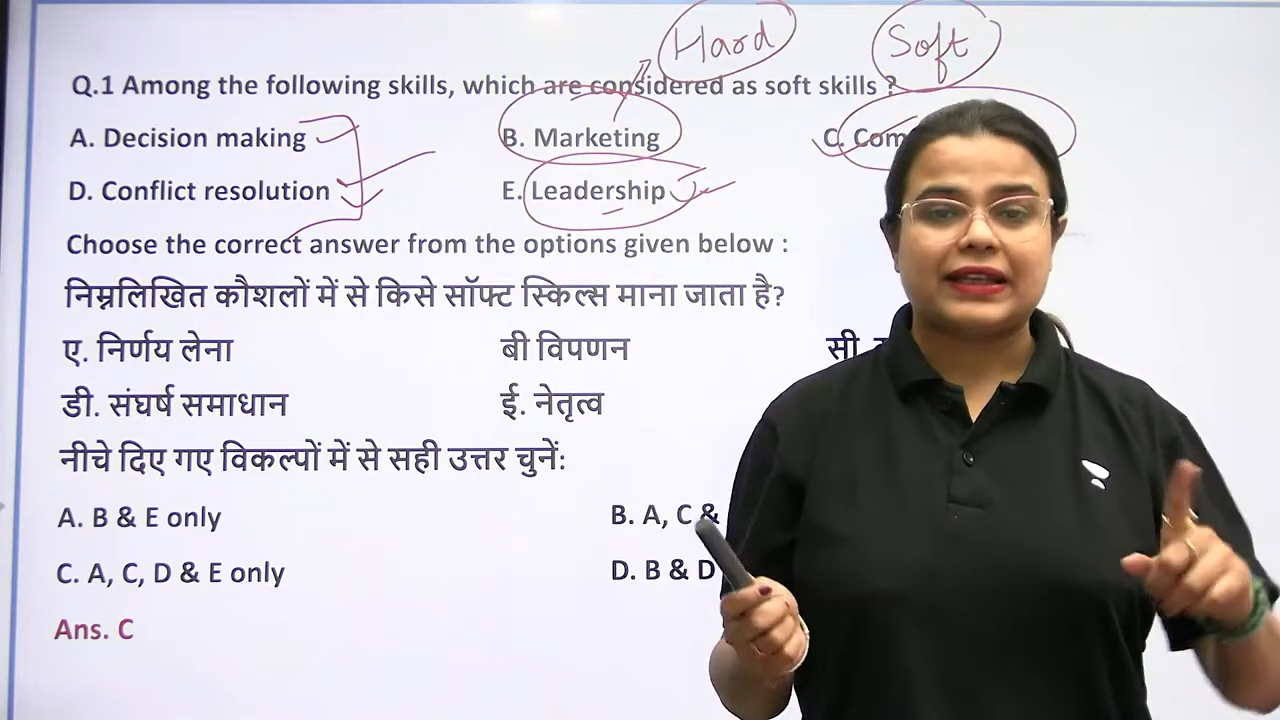 Hard Soft
Q.1 Among the following skills, which are considered as soft skills ?
A. Decision making B. Marketing C.
D. Conflict resolution E. Leadership
Choose the correct answer from the options given below :
निम्नलिखित कौशलों में से किसे सॉफ्ट स्किल्स माना जाता है?
ए. निर्णय लेना बी विपणन सी.
डी. संघर्ष समाधान ई. नेतृत्व
नीचे दिए गए विकल्पों में से सही उत्तर चुनें:
A. B & E only B. A, C &
C. A, C, D & E only D. B & D
Ans. C